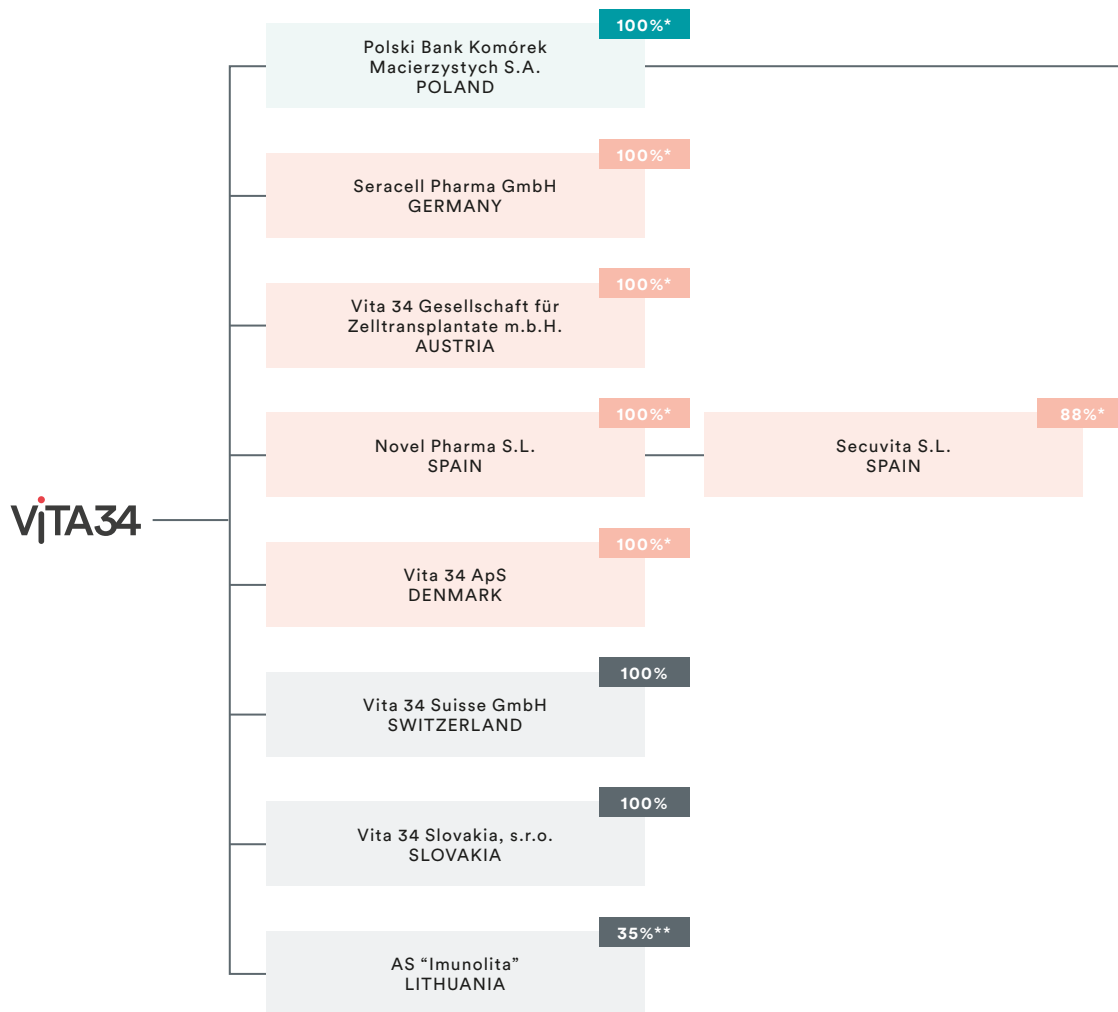 100%*
Polski Bank Komórek
Macierzystych S.A.
POLAND
100%*
Seracell Pharma GmbH
GERMANY
100%*
Vita 34 Gesellschaft für
Zelltransplantate m.b.H.
AUSTRIA
100%*
Novel Pharma S.L.
SPAIN
88%*
Secuvita S.L.
SPAIN
ViTA34
100%*
Vita 34 ApS
DENMARK
100%
Vita 34 Suisse GmbH
SWITZERLAND
100%
Vita 34 Slovakia, s.r.o.
SLOVAKIA
35%**
AS “Imunolita”
LITHUANIA